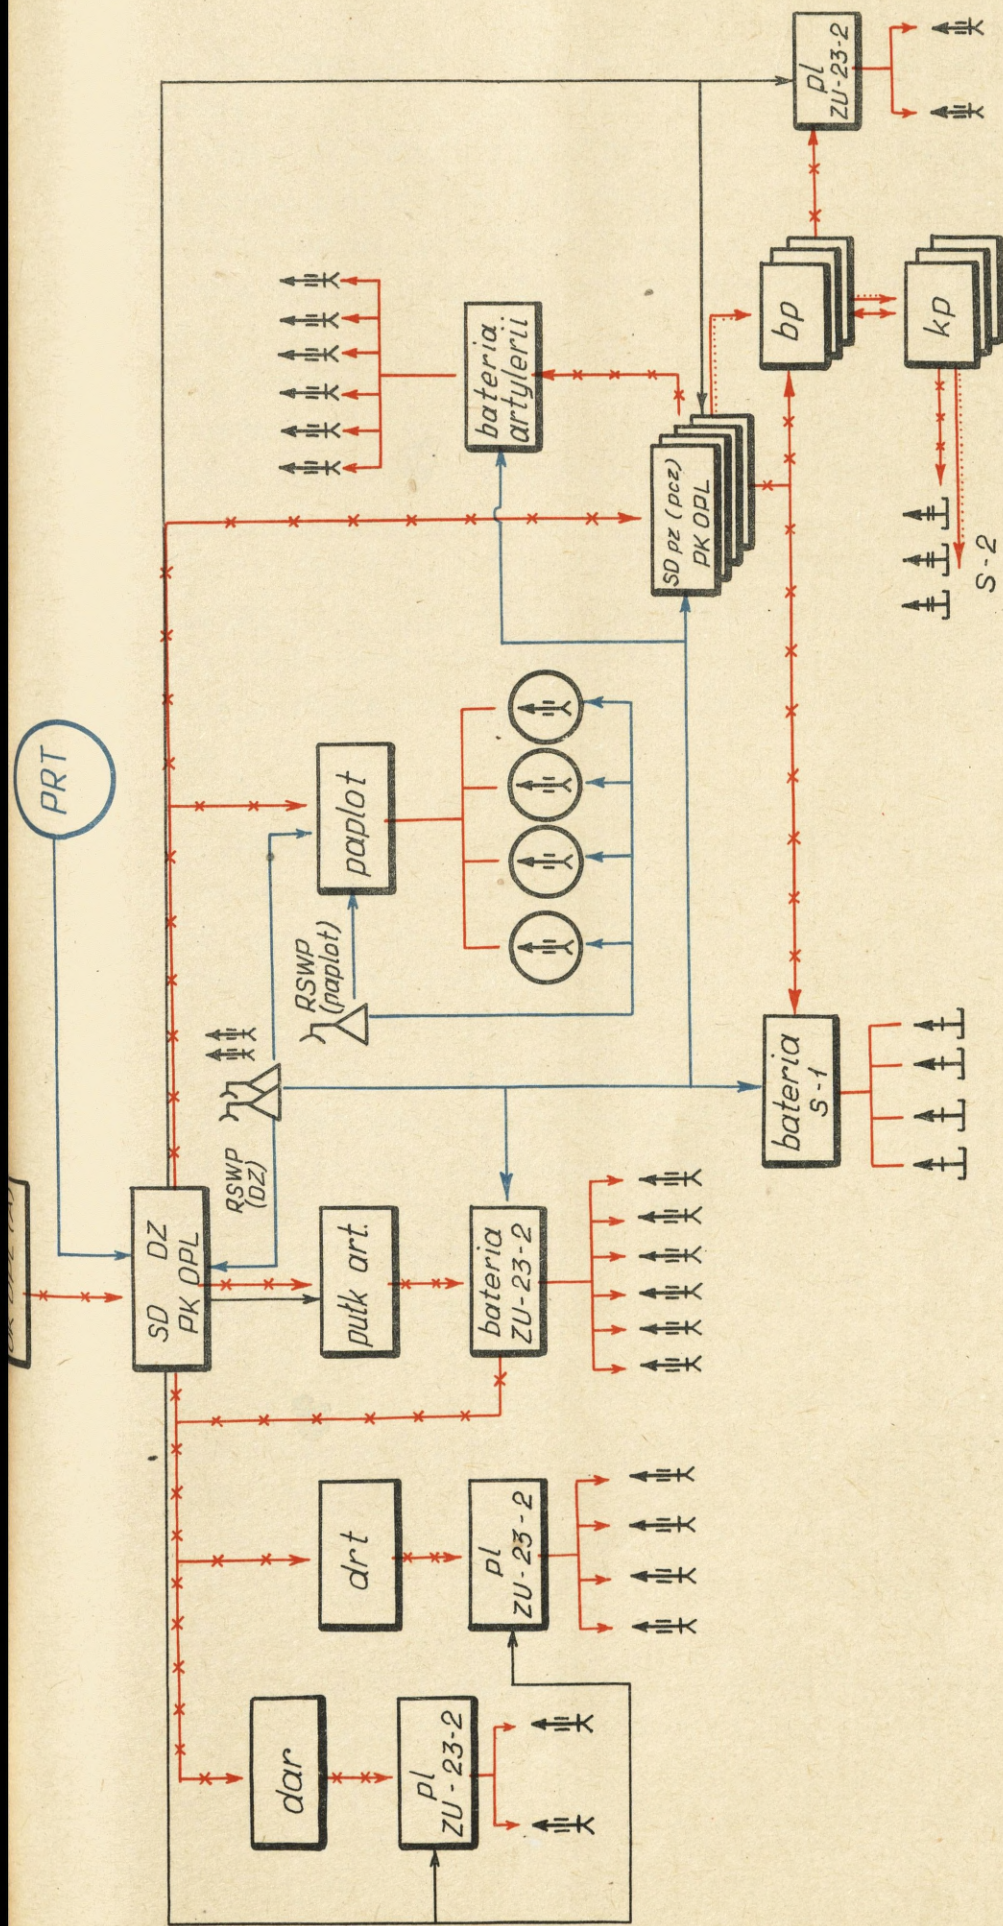 PRT
SD DZ
PK OPL
RSWP
(DZ)
RSWP
(paplot)
dar
drt
pułk art.
paplot
bateria
artylerii
pl
ZU-23-2
pl
ZU-23-2
bateria
ZU-23-2
SD pz (pcz)
PK OPL
bateria
S-1
bp
kp
S-2
pl
ZU-23-2